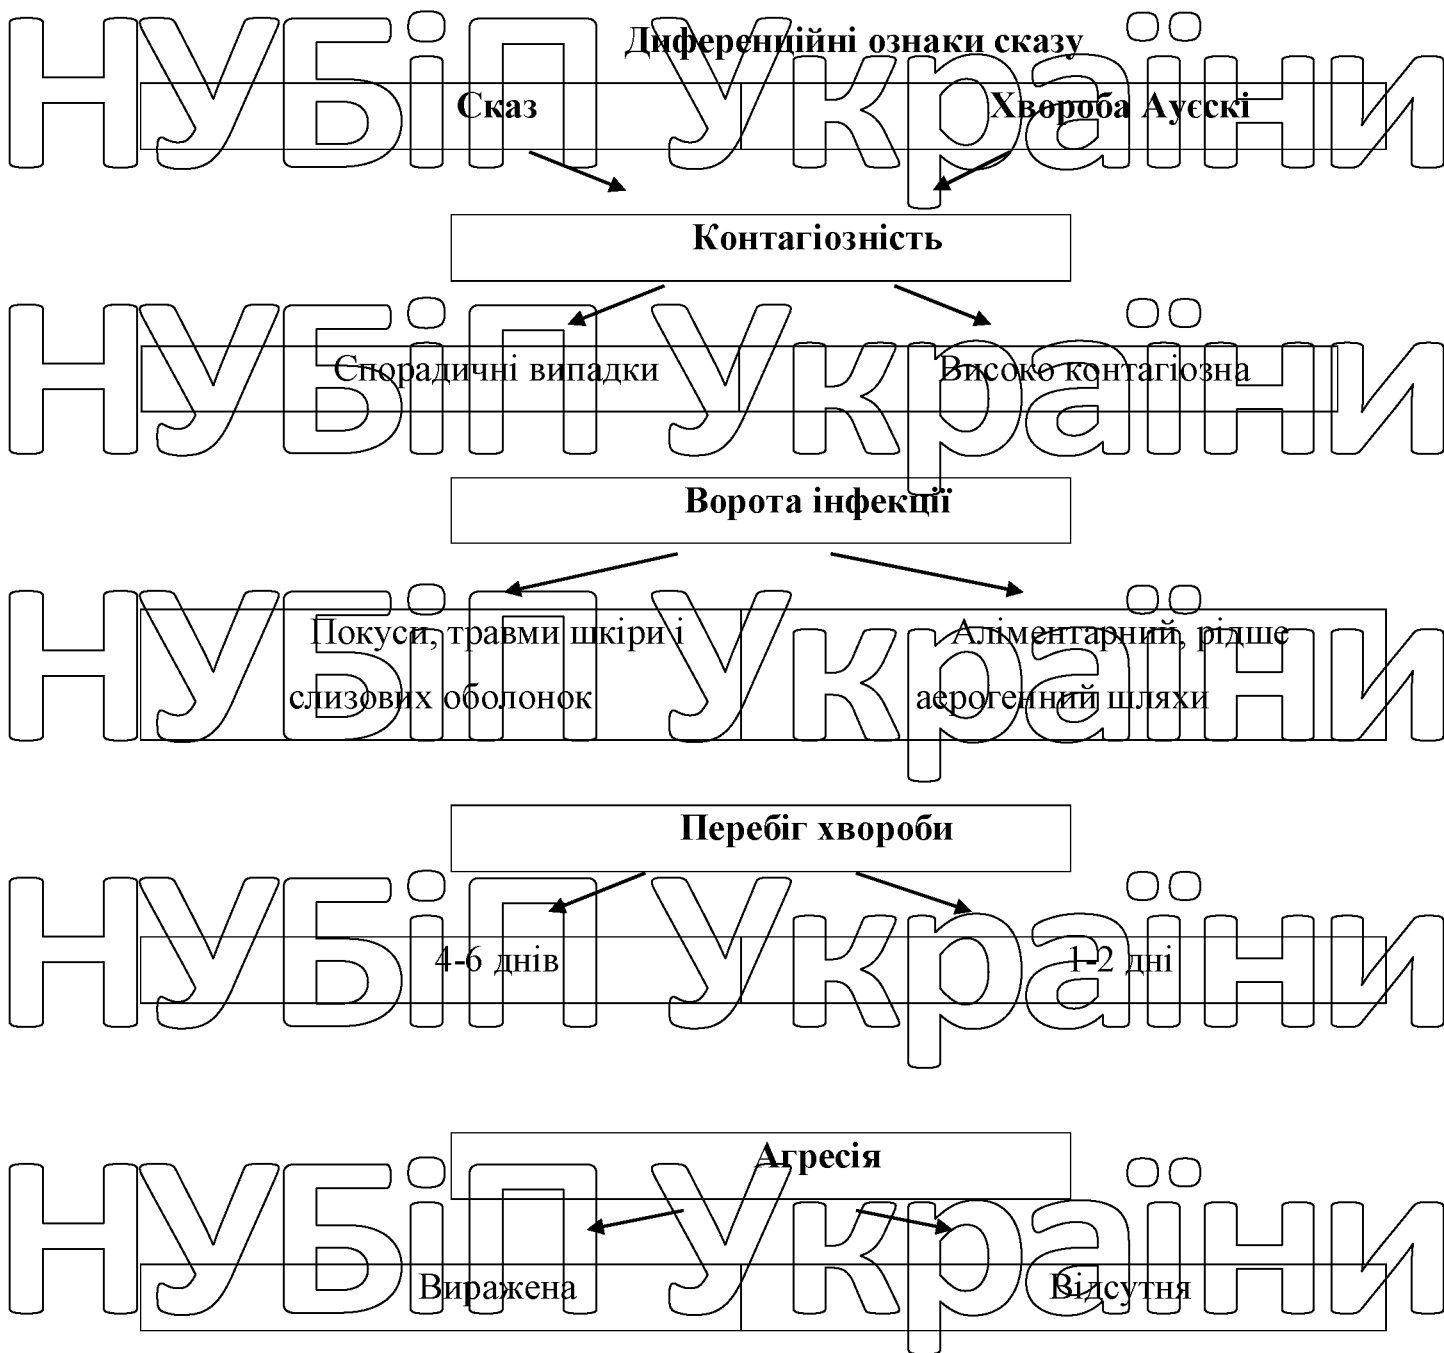 НУБіП України
Диференційні ознаки сказу
Сказ Хвороба Ауєскі
Контагіозність
НУБіП України
Спорадичні випадки Високо контагіозна
Ворота інфекції
НУБіП України
Покуси, травми шкіри і Аліментарний, рідше
слизових оболонок аерогенний шляхи
Перебіг хвороби
НУБіП України
4-6 днів 1-2 дні
Агресія
НУБіП України
Виражена Відсутня